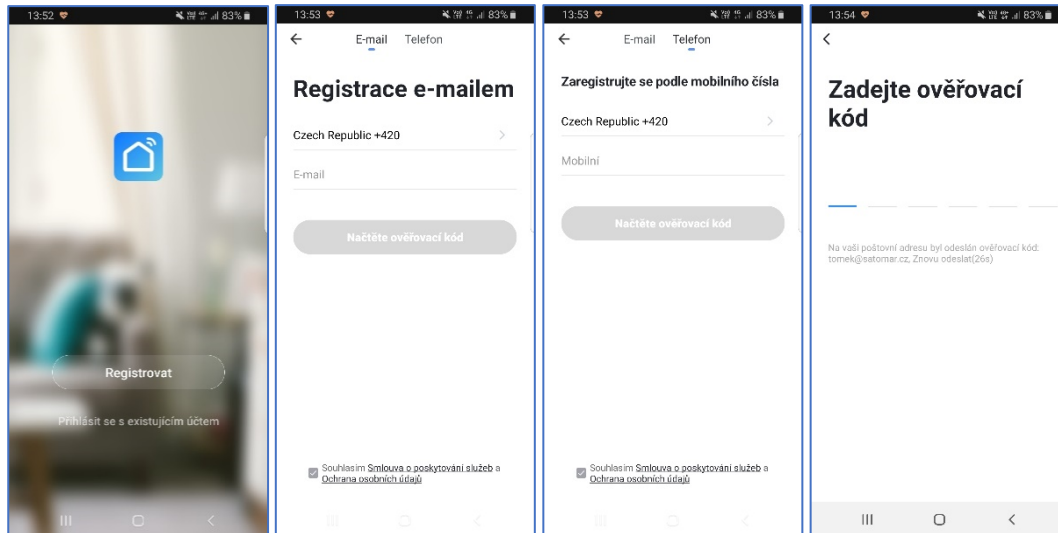 13:52
83%
Registrovat
Přihlásit se s existujícím účtem
13:53
83%
E-mail Telefon
Registrace e-mailem
Czech Republic +420
E-mail
Načtěte ověřovací kód
Souhlasím Smlouva o poskytování služeb a
Ochrana osobních údajů
13:53
83%
E-mail Telefon
Zaregistrujte se podle mobilního čísla
Czech Republic +420
Mobilní
Načtěte ověřovací kód
Souhlasím Smlouva o poskytování služeb a
Ochrana osobních údajů
13:54
83%
Zadejte ověřovací
kód
Na vaši poštovní adresu byl odeslán ověřovací kód:
tomek@satomar.cz, Znovu odeslat(26s)